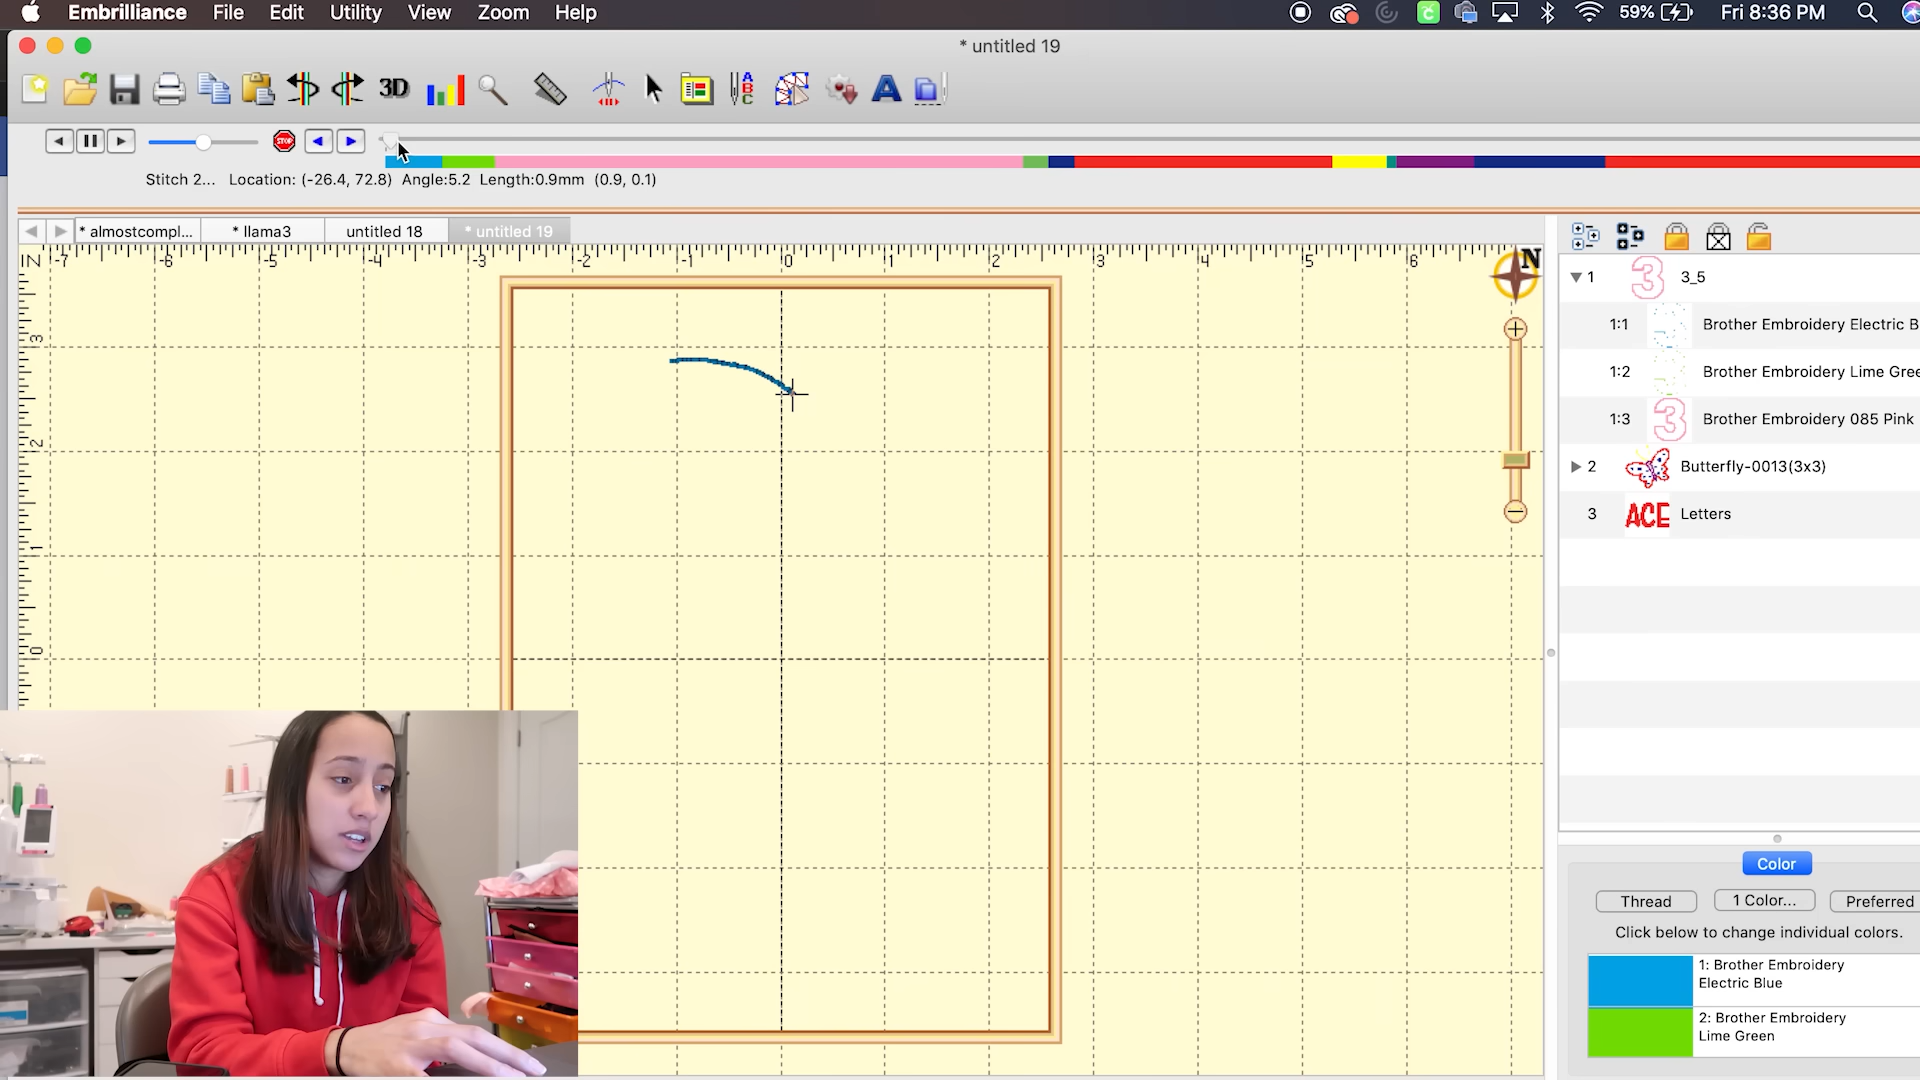 Embrilliance File Edit Utility View Zoom Help 59% Fri 8:36 PM
* untitled 19
3D ABC A
STOP
Stitch 2... Location: (-26.4, 72.8) Angle:5.2 Length:0.9mm (0.9, 0.1)
* almostcompl... * llama3 untitled 18 * untitled 19
IN -7 -6 -5 -4 -3 -2 -1 0 1 2 3 4 5 6 N
3
2
1
0
1 3 3_5
1:1 Brother Embroidery Electric B
1:2 Brother Embroidery Lime Gree
1:3 3 Brother Embroidery 085 Pink
2 Butterfly-0013(3x3)
3 ACE Letters
Color
Thread 1 Color... Preferred
Click below to change individual colors.
1: Brother Embroidery
Electric Blue
2: Brother Embroidery
Lime Green